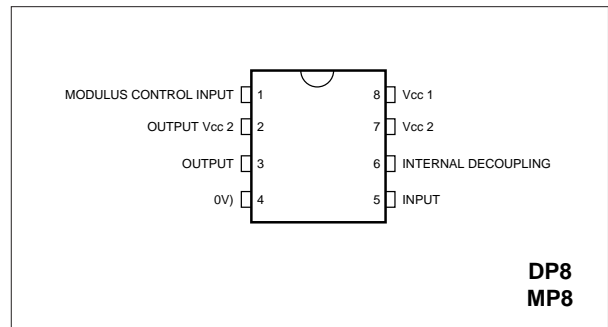 MODULUS CONTROL INPUT 1 8 Vcc 1
OUTPUT Vcc 2 2 7 Vcc 2
OUTPUT 3 6 INTERNAL DECOUPLING
0V) 4 5 INPUT
DP8
MP8